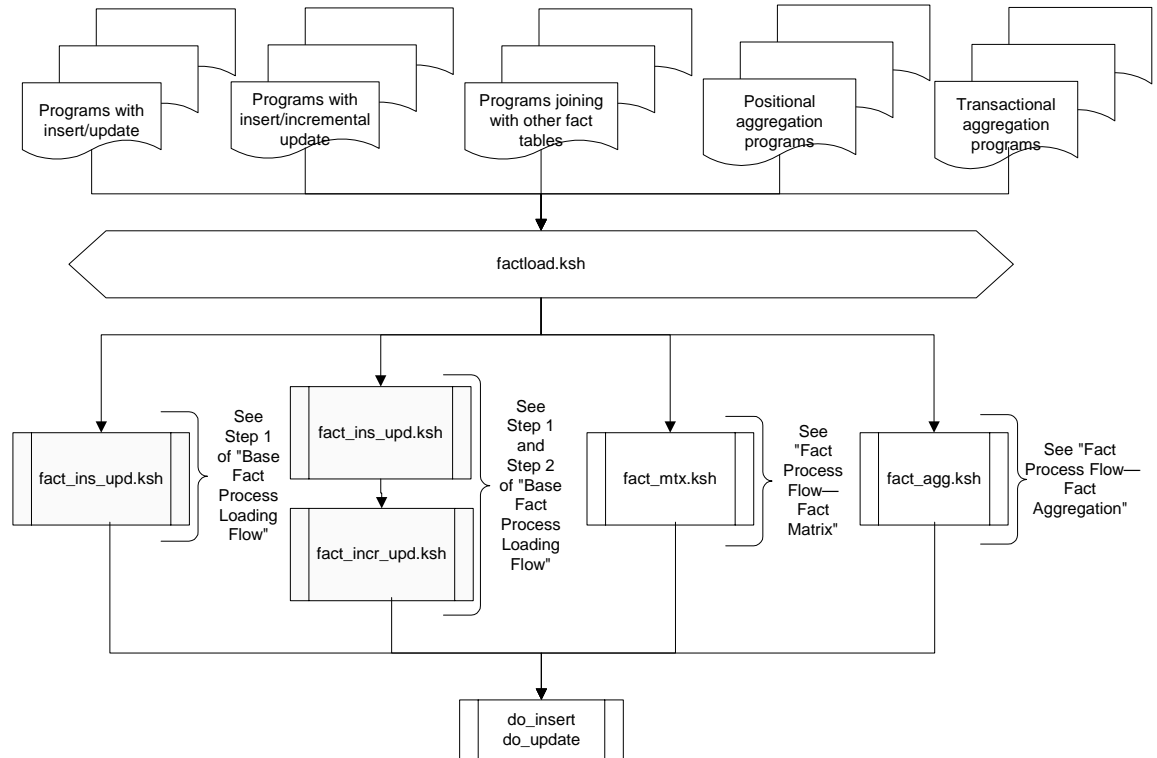 Programs with
insert/update
Programs with
insert/incremental
update
Programs joining
with other fact
tables
Positional
aggregation
programs
Transactional
aggregation
programs
factload.ksh
fact_ins_upd.ksh
See
Step 1
of "Base
Fact
Process
Loading
Flow"
fact_ins_upd.ksh
fact_incr_upd.ksh
See
Step 1
and
Step 2
of "Base
Fact
Process
Loading
Flow"
fact_mtx.ksh
See
"Fact
Process
Flow—
Fact
Matrix"
fact_agg.ksh
See "Fact
Process Flow—
Fact
Aggregation"
do_insert
do_update